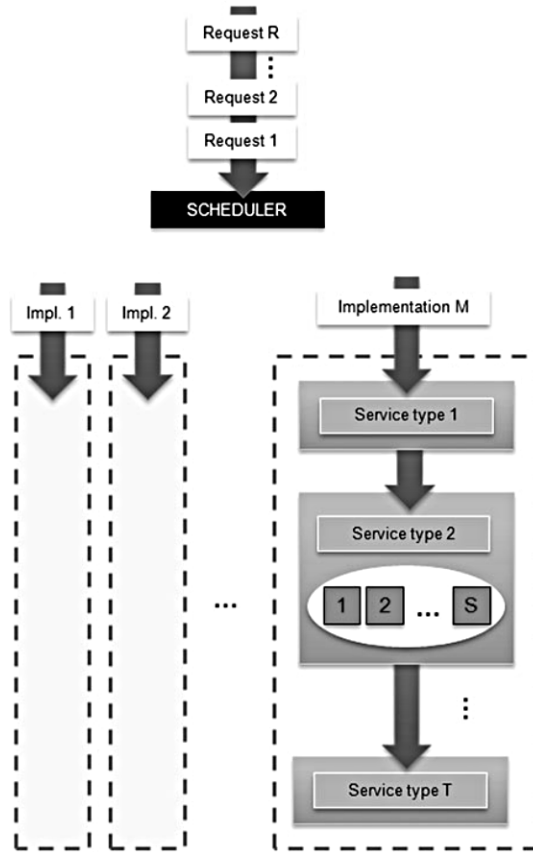 Request R
⋮
Request 2
Request 1
SCHEDULER
Impl. 1
Impl. 2
Implementation M
Service type 1
Service type 2
1 2 ... S
...
⋮
Service type T